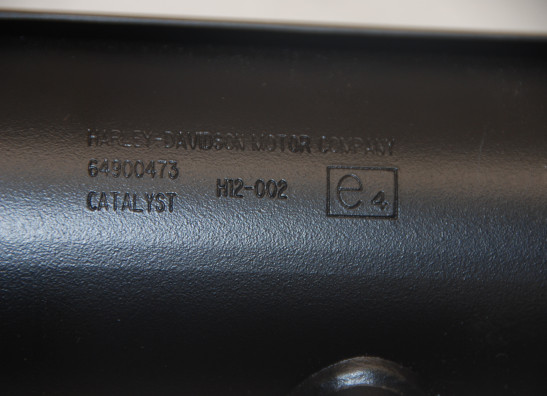 HARLEY-DAVIDSON MOTOR COMPANY
64900473
CATALYST H12-002 e4